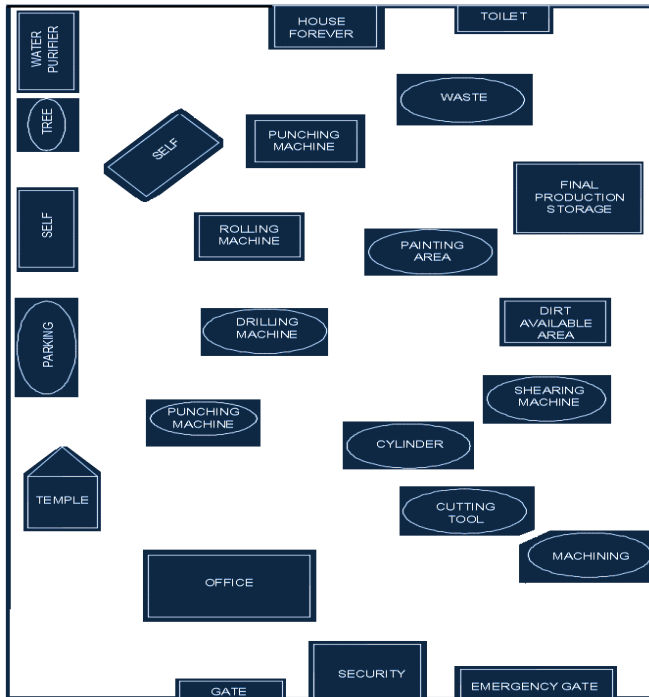 HOUSE
FOREVER
TOILET
WATER
PURIFIER
WASTE
TREE
SELF
PUNCHING
MACHINE
FINAL
PRODUCTION
STORAGE
SELF
ROLLING
MACHINE
PAINTING
AREA
PARKING
DRILLING
MACHINE
DIRT
AVAILABLE
AREA
SHEARING
MACHINE
PUNCHING
MACHINE
CYLINDER
TEMPLE
CUTTING
TOOL
MACHINING
OFFICE
SECURITY
GATE
EMERGENCY GATE